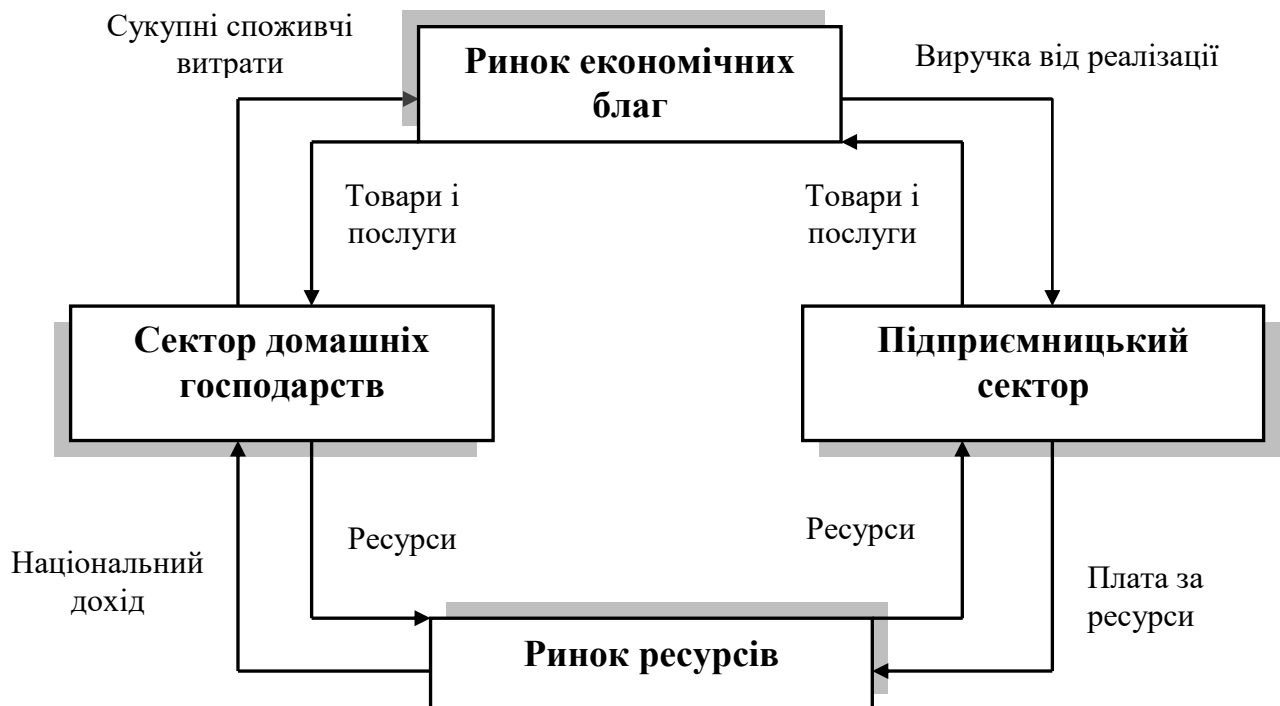 Сукупні споживчі
витрати
Ринок економічних
благ
Виручка від реалізації
Товари і
послуги
Товари і
послуги
Сектор домашніх
господарств
Підприємницький
сектор
Національний
дохід
Ресурси
Ресурси
Плата за
ресурси
Ринок ресурсів